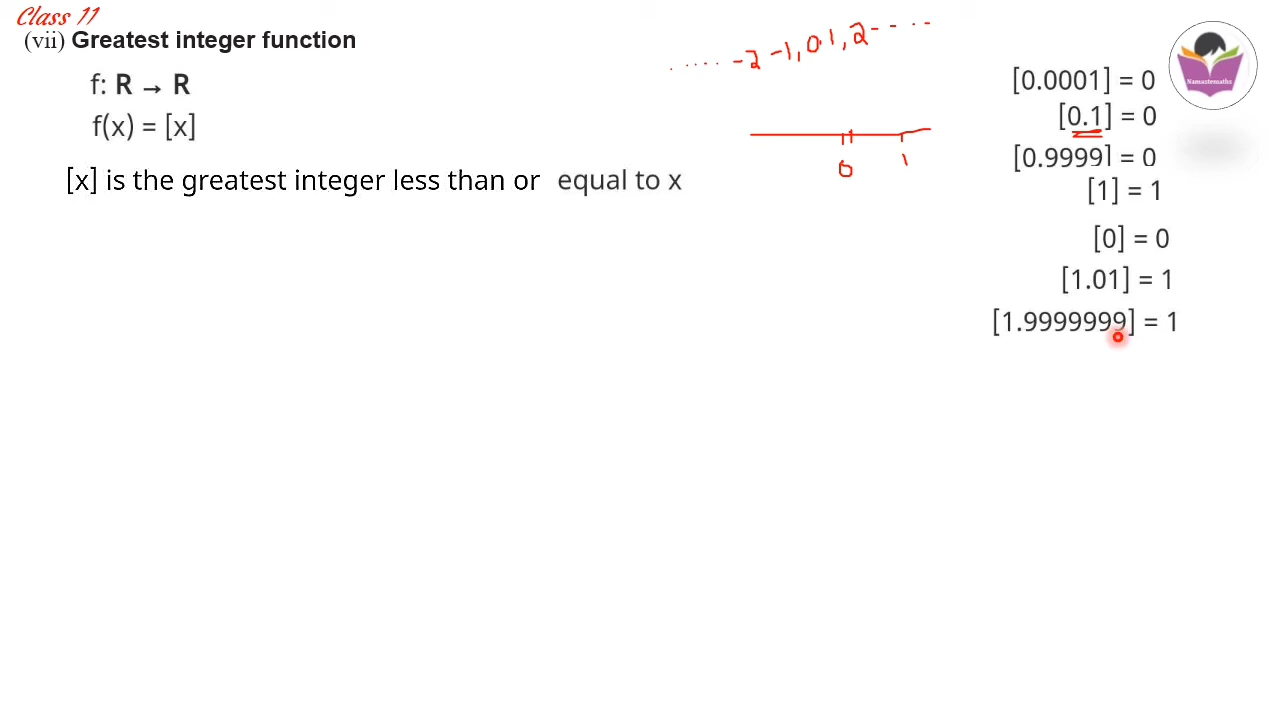 Class 11
(vii) Greatest integer function
f: R → R
f(x) = [x]
[x] is the greatest integer less than or equal to x
..... -2 -1, 0.1, 2 - - . . -
0 1
[0.0001] = 0
[0.1] = 0
[0.9999] = 0
[1] = 1
[0] = 0
[1.01] = 1
[1.9999999] = 1
Namastemaths